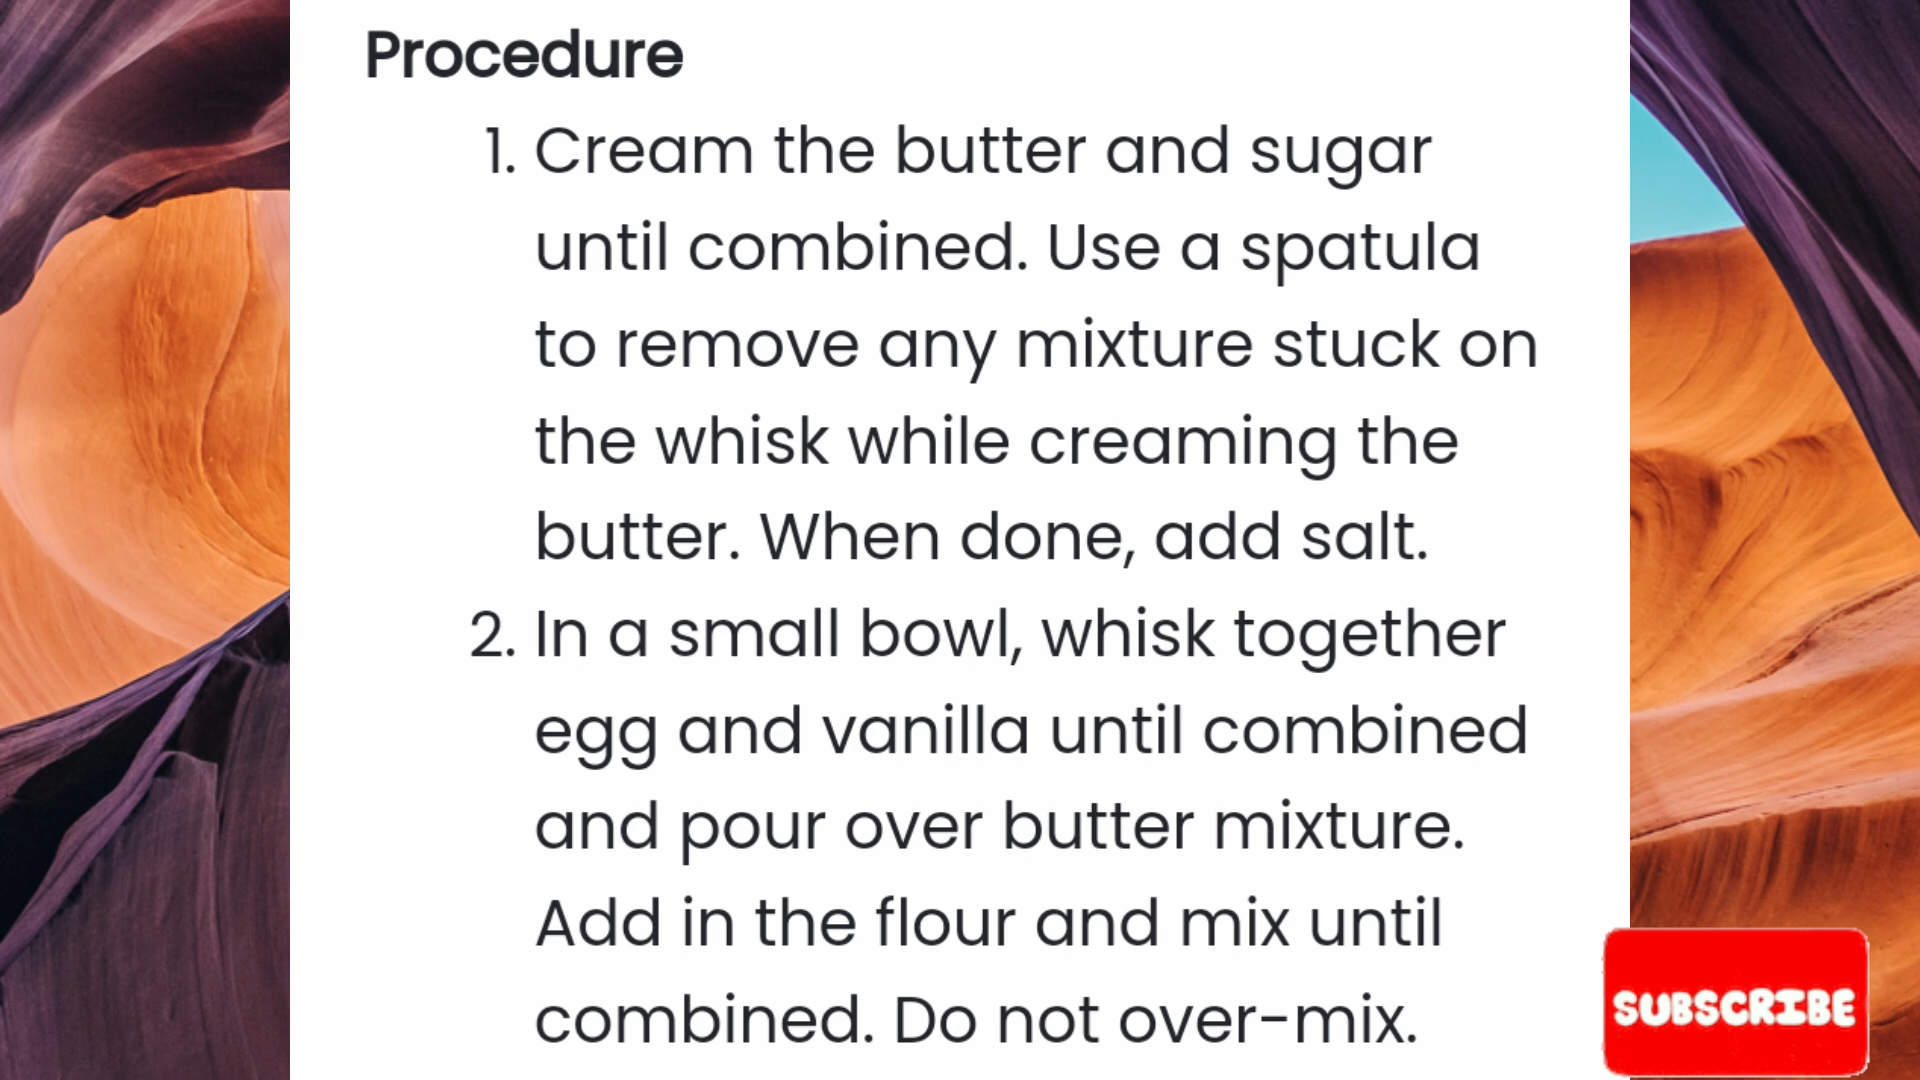 Procedure
1. Cream the butter and sugar
until combined. Use a spatula
to remove any mixture stuck on
the whisk while creaming the
butter. When done, add salt.
2. In a small bowl, whisk together
egg and vanilla until combined
and pour over butter mixture.
Add in the flour and mix until
combined. Do not over-mix.
SUBSCRIBE